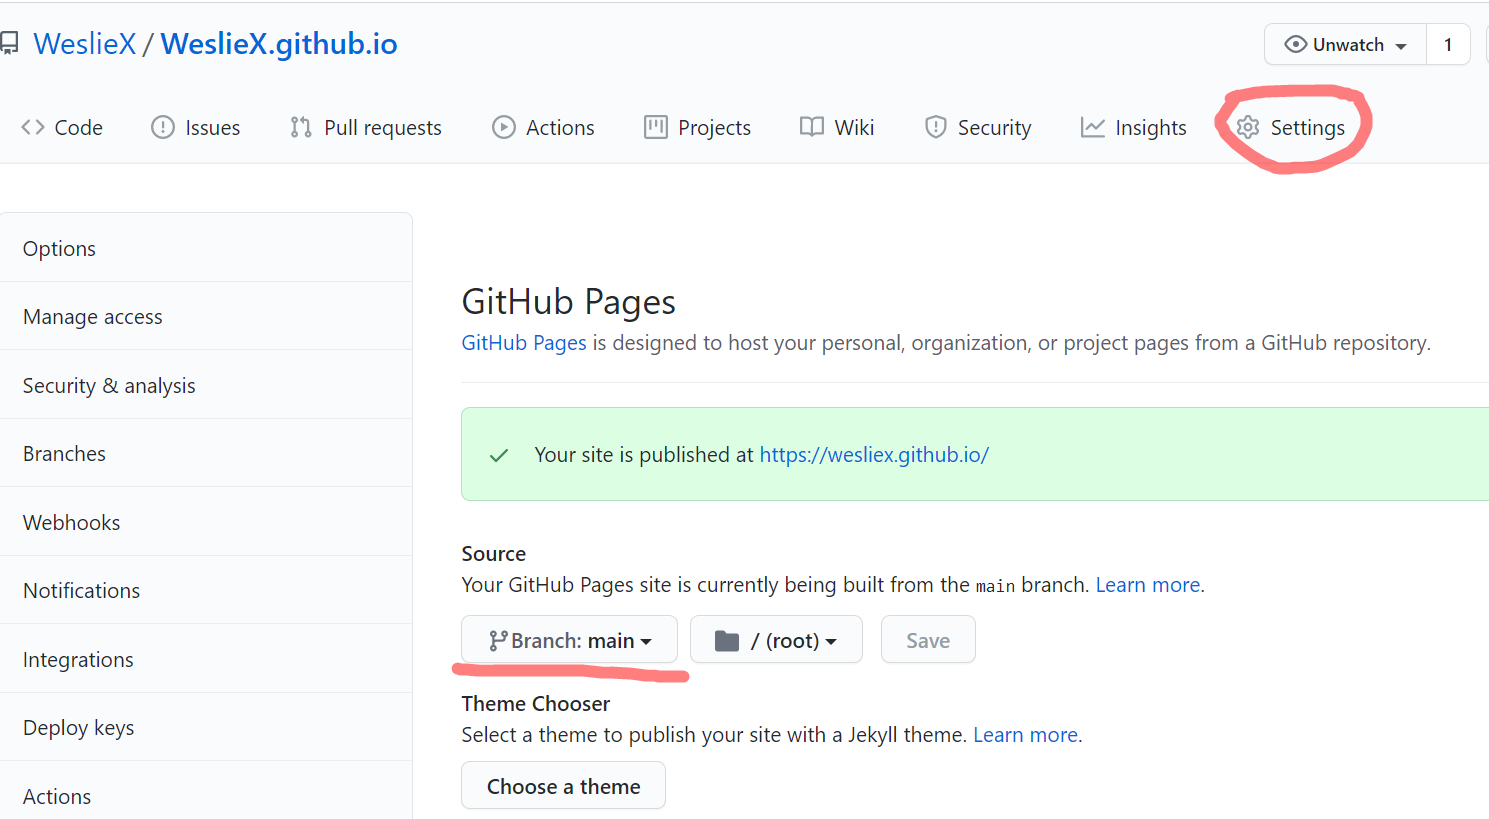 WeslieX / WeslieX.github.io
Unwatch 1
Code Issues Pull requests Actions Projects Wiki Security Insights Settings
Options
Manage access
Security & analysis
Branches
Webhooks
Notifications
Integrations
Deploy keys
Actions
GitHub Pages
GitHub Pages is designed to host your personal, organization, or project pages from a GitHub repository.
Your site is published at https://wesliex.github.io/
Source
Your GitHub Pages site is currently being built from the main branch. Learn more.
Branch: main / (root) Save
Theme Chooser
Select a theme to publish your site with a Jekyll theme. Learn more.
Choose a theme